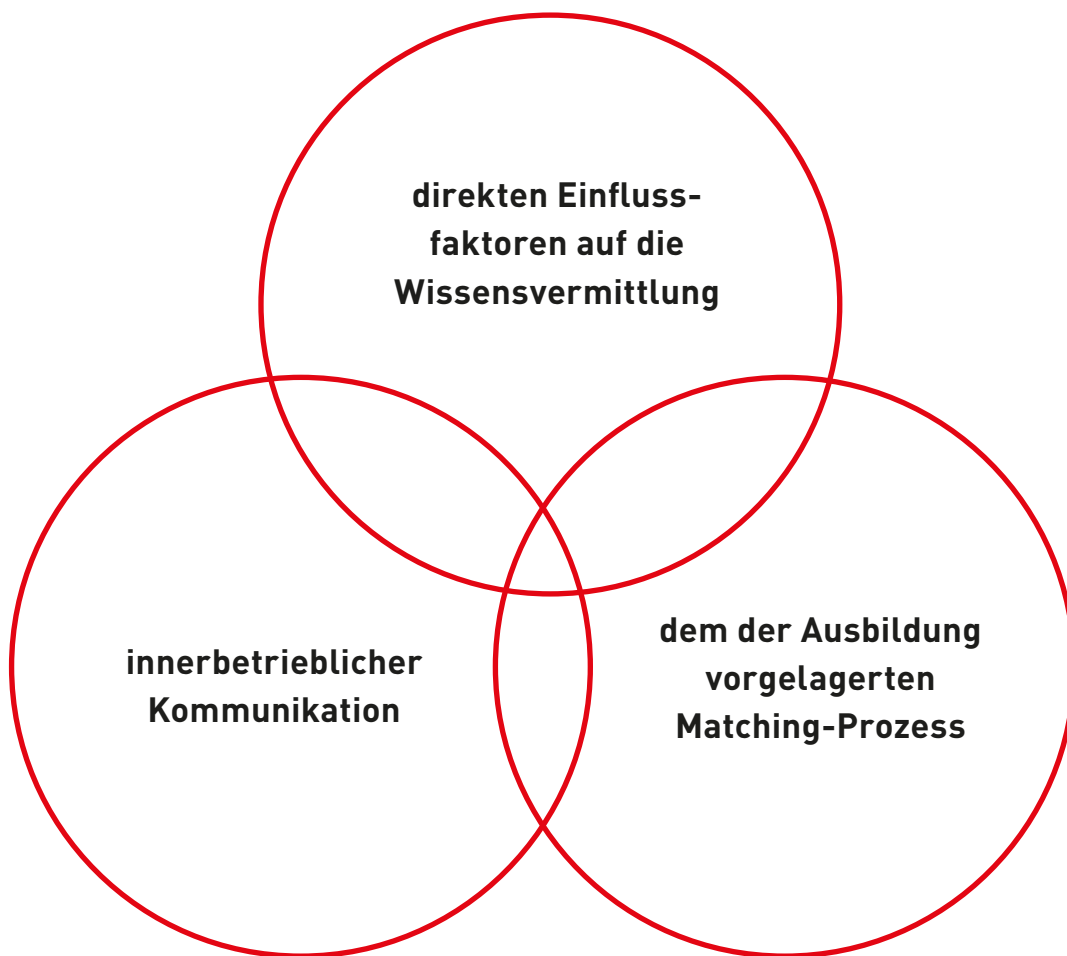 direkten Einfluss-
faktoren auf die
Wissensvermittlung
innerbetrieblicher
Kommunikation
dem der Ausbildung
vorgelagerten
Matching-Prozess